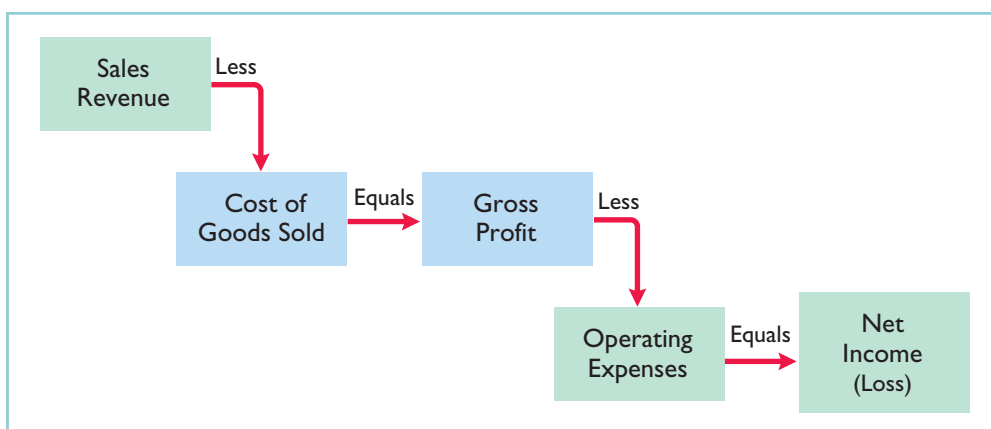 Sales
Revenue
Less
Cost of
Goods Sold
Equals
Gross
Profit
Less
Operating
Expenses
Equals
Net
Income
(Loss)